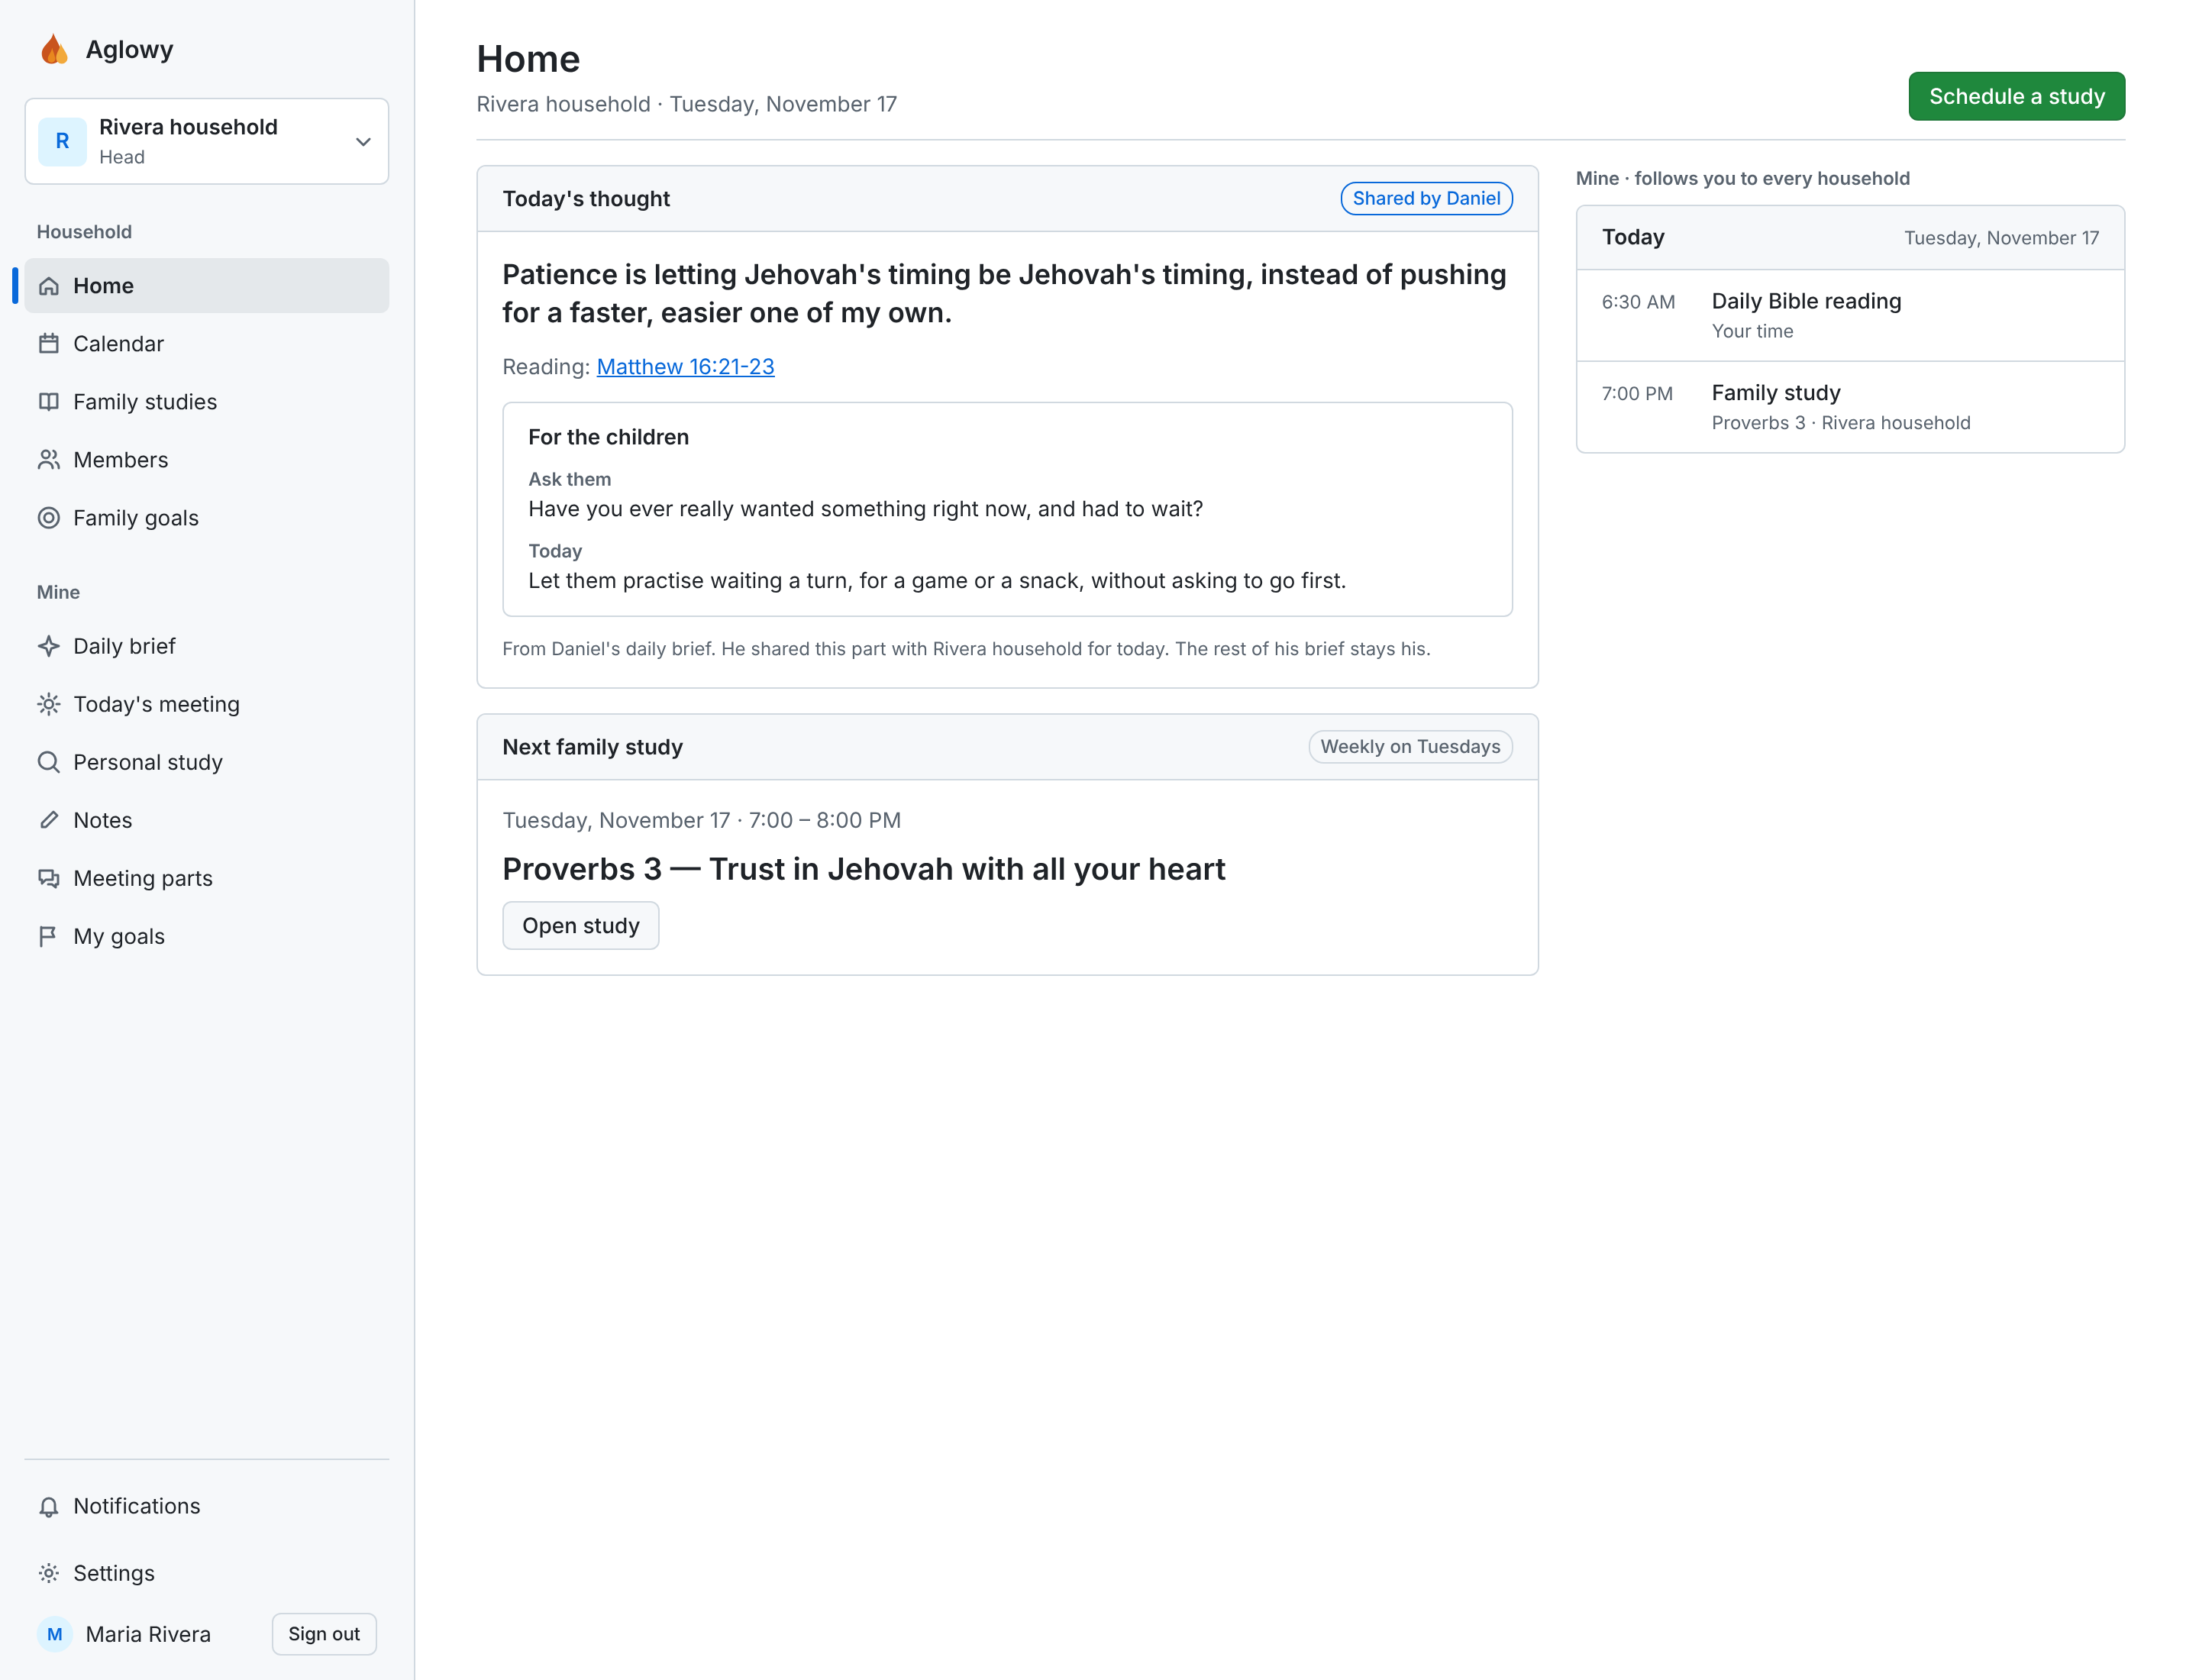 Aglowy
R
Rivera household
Head
Household
Home
Calendar
Family studies
Members
Family goals
Mine
Daily brief
Today's meeting
Personal study
Notes
Meeting parts
My goals
Notifications
Settings
M
Maria Rivera
Sign out
Home
Rivera household · Tuesday, November 17
Schedule a study
Today's thought
Shared by Daniel
Patience is letting Jehovah's timing be Jehovah's timing, instead of pushing
for a faster, easier one of my own.
Reading: Matthew 16:21-23
For the children
Ask them
Have you ever really wanted something right now, and had to wait?
Today
Let them practise waiting a turn, for a game or a snack, without asking to go first.
From Daniel's daily brief. He shared this part with Rivera household for today. The rest of his brief stays his.
Next family study
Weekly on Tuesdays
Tuesday, November 17 · 7:00 – 8:00 PM
Proverbs 3 — Trust in Jehovah with all your heart
Open study
Mine · follows you to every household
Today
Tuesday, November 17
6:30 AM
Daily Bible reading
Your time
7:00 PM
Family study
Proverbs 3 · Rivera household